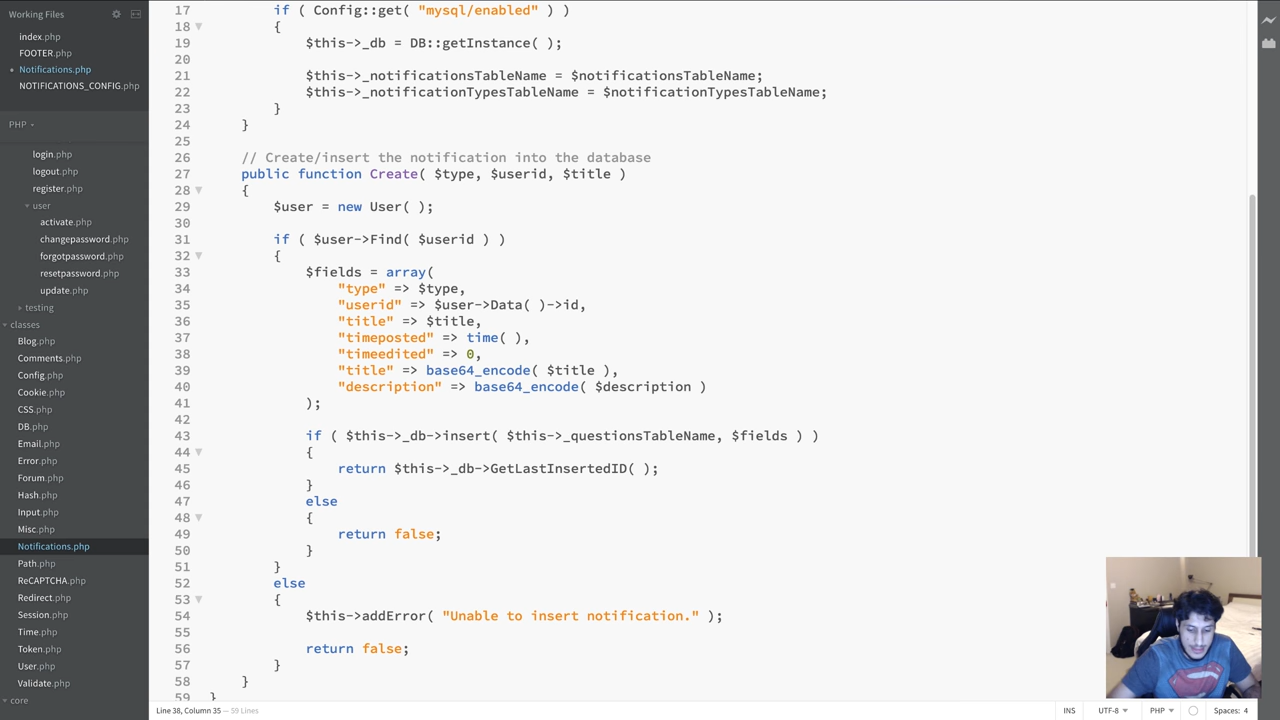 Working Files
index.php
FOOTER.php
Notifications.php
NOTIFICATIONS_CONFIG.php
PHP
login.php
logout.php
register.php
user
activate.php
changepassword.php
forgotpassword.php
resetpassword.php
update.php
testing
classes
Blog.php
Comments.php
Config.php
Cookie.php
CSS.php
DB.php
Email.php
Error.php
Forum.php
Hash.php
Input.php
Misc.php
Notifications.php
Path.php
ReCAPTCHA.php
Redirect.php
Session.php
Time.php
Token.php
User.php
Validate.php
core
17 if ( Config::get( "mysql/enabled" ) )
18 {
19 $this->_db = DB::getInstance( );
20
21 $this->_notificationsTableName = $notificationsTableName;
22 $this->_notificationTypesTableName = $notificationTypesTableName;
23 }
24 }
25
26 // Create/insert the notification into the database
27 public function Create( $type, $userid, $title )
28 {
29 $user = new User( );
30
31 if ( $user->Find( $userid ) )
32 {
33 $fields = array(
34 "type" => $type,
35 "userid" => $user->Data( )->id,
36 "title" => $title,
37 "timeposted" => time( ),
38 "timeedited" => 0,
39 "title" => base64_encode( $title ),
40 "description" => base64_encode( $description )
41 );
42
43 if ( $this->_db->insert( $this->_questionsTableName, $fields ) )
44 {
45 return $this->_db->GetLastInsertedID( );
46 }
47 else
48 {
49 return false;
50 }
51 }
52 else
53 {
54 $this->addError( "Unable to insert notification." );
55
56 return false;
57 }
58 }
59 }
Line 38, Column 35 — 59 Lines
INS
UTF-8
PHP
Spaces: 4